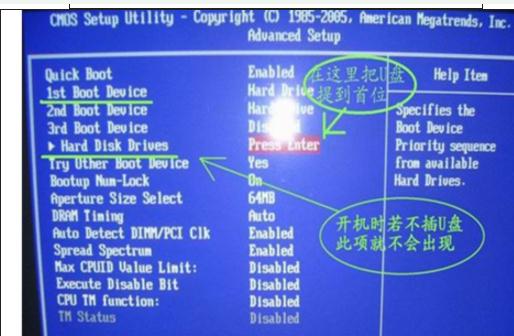 CMOS Setup Utility - Copyright (C) 1985-2005, American Megatrends, Inc.
Advanced Setup
Quick Boot Enabled
1st Boot Device Hard Drive
2nd Boot Device Hard Drive
3rd Boot Device
▶ Hard Disk Drives Press Enter
Try Other Boot Device Yes
Bootup Num-Lock On
Aperture Size Select 64MB
DRAM Timing Auto
Auto Detect DIMM/PCI Clk Enabled
Spread Spectrum Enabled
Max CPUID Value Limit: Disabled
Execute Disable Bit Disabled
CPU TM function: Disabled
TM Status Disabled
在这里把U盘
提到首位
Help Item
Specifies the
Boot Device
Priority sequence
from available
Hard Drives.
开机时若不插U盘
此项就不会出现